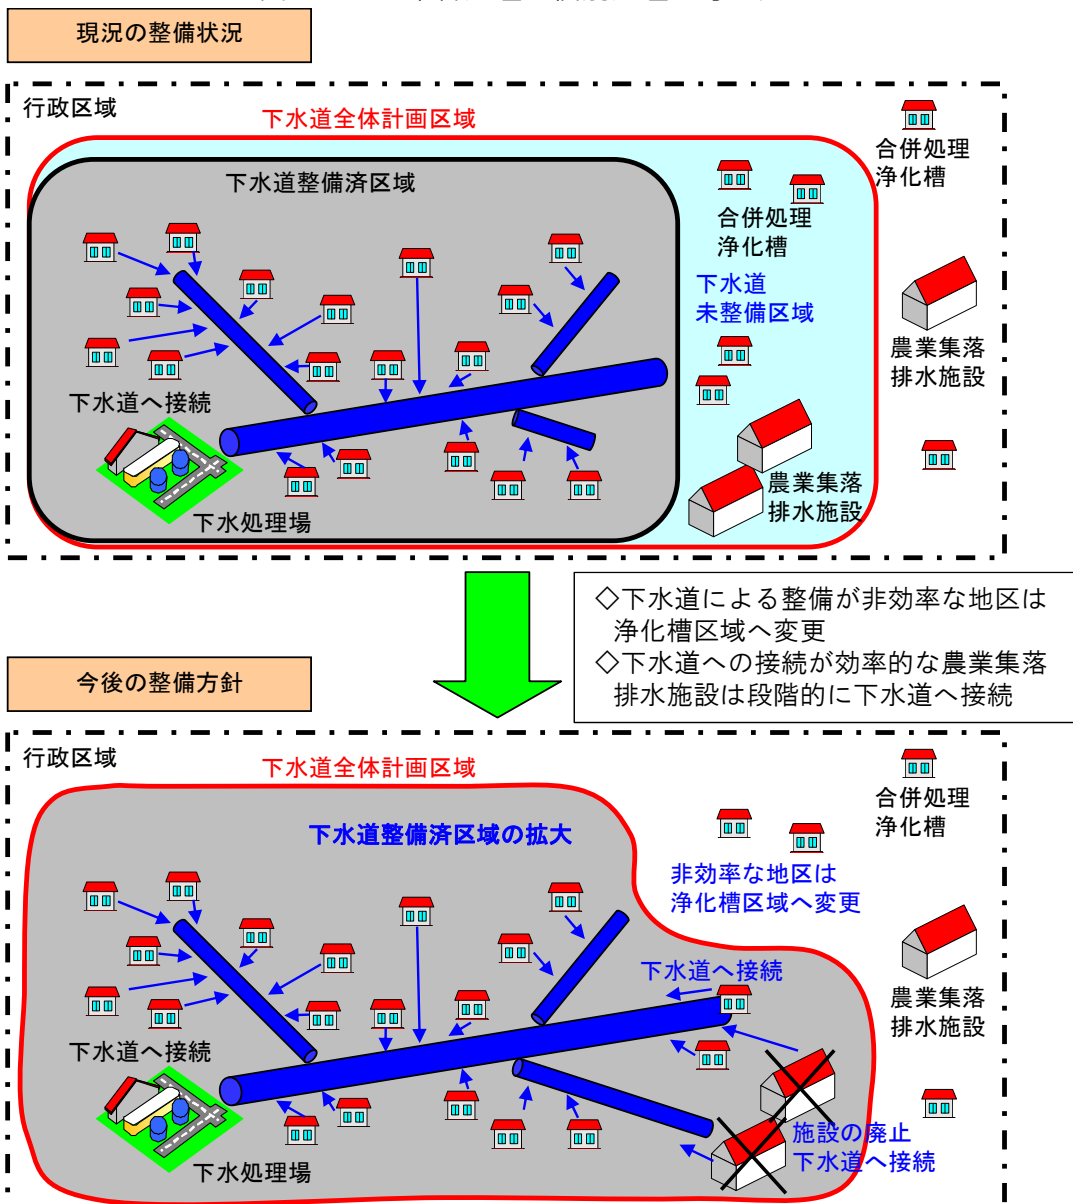 現況の整備状況
行政区域
下水道全体計画区域
合併処理
浄化槽
下水道整備済区域
合併処理
浄化槽
下水道
未整備区域
農業集落
排水施設
下水道へ接続
農業集落
排水施設
下水処理場
◇下水道による整備が非効率な地区は
浄化槽区域へ変更
◇下水道への接続が効率的な農業集落
排水施設は段階的に下水道へ接続
今後の整備方針
行政区域
下水道全体計画区域
合併処理
浄化槽
下水道整備済区域の拡大
非効率な地区は
浄化槽区域へ変更
下水道へ接続
農業集落
排水施設
下水道へ接続
施設の廃止
下水道へ接続
下水処理場